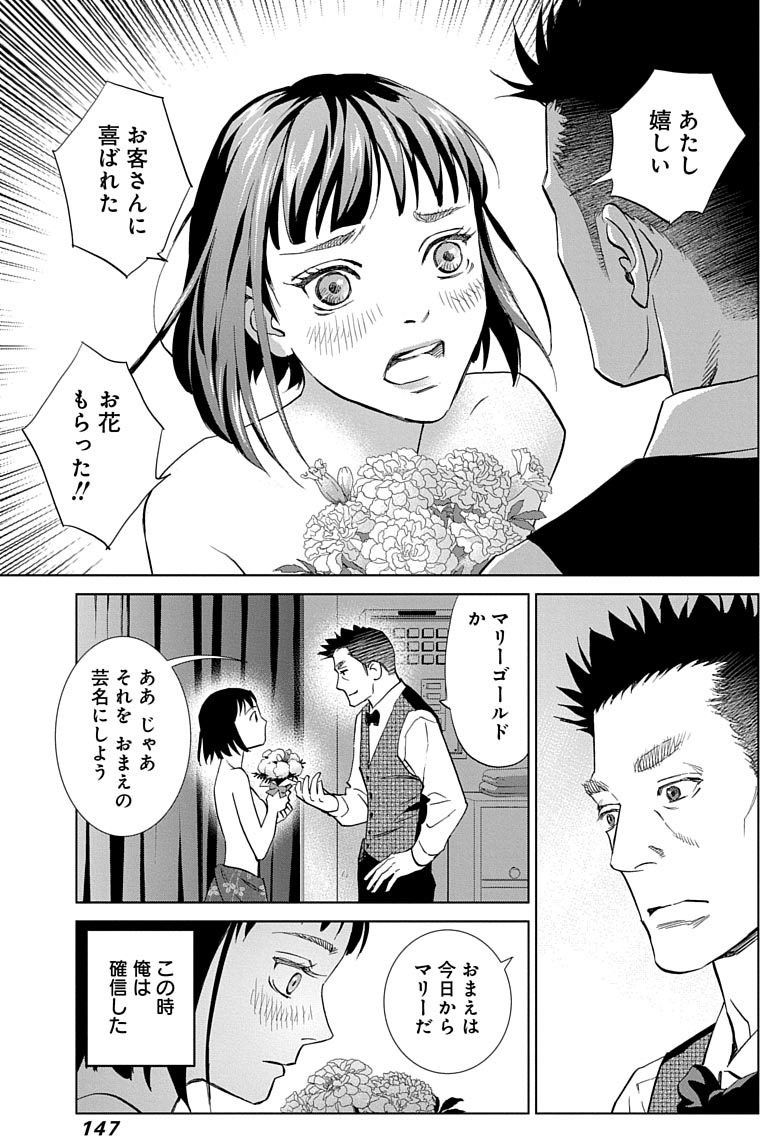 あたし
嬉しい
お客さんに
喜ばれた
お花
もらった!!
マリーゴールド
か
ああ じゃあ
それを おまえの
芸名にしよう
おまえは
今日から
マリーだ
この時
俺は
確信した
147